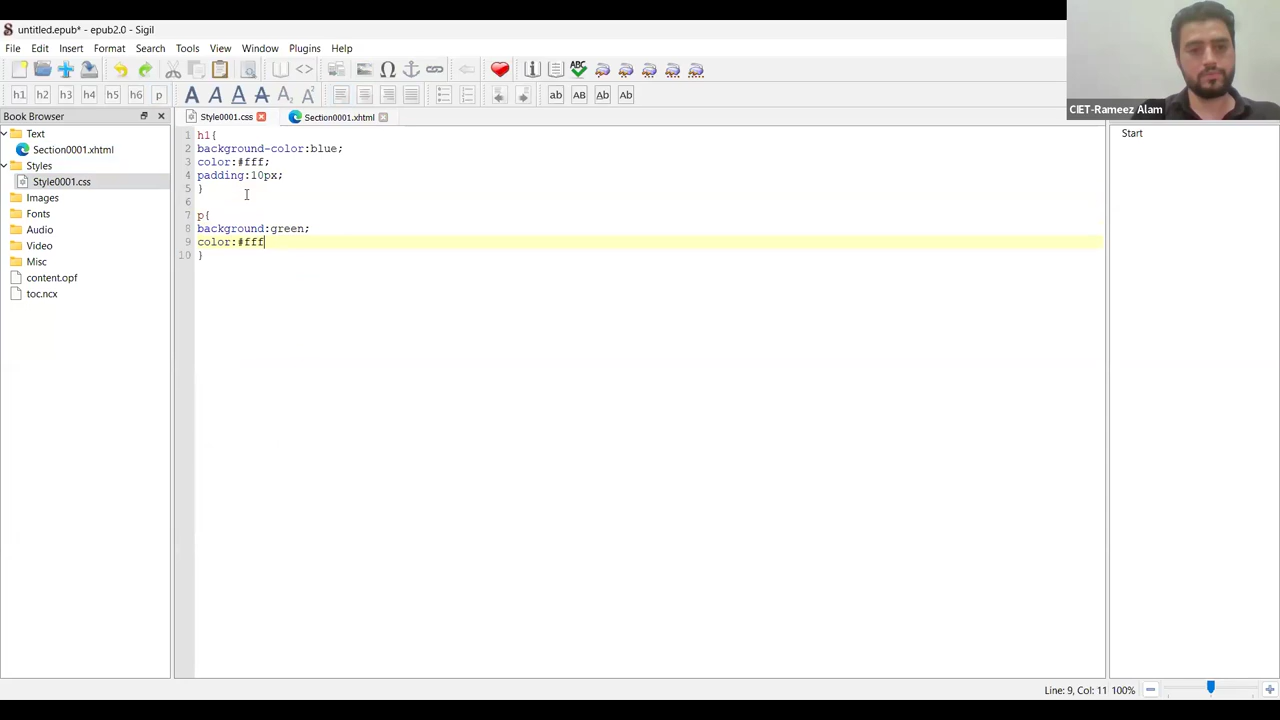 untitled.epub* - epub2.0 - Sigil
File Edit Insert Format Search Tools View Window Plugins Help
ABC
h1 h2 h3 h4 h5 h6 p A A A A A₂ A² ab AB Ab Ab
CIET-Rameez Alam
Book Browser
Style0001.css Section0001.xhtml
Text
Section0001.xhtml
Styles
Style0001.css
Images
Fonts
Audio
Video
Misc
content.opf
toc.ncx
1 h1{
2 background-color:blue;
3 color:#fff;
4 padding:10px;
5 }
6
7 p{
8 background:green;
9 color:#fff
10 }
Start
Line: 9, Col: 11 100%